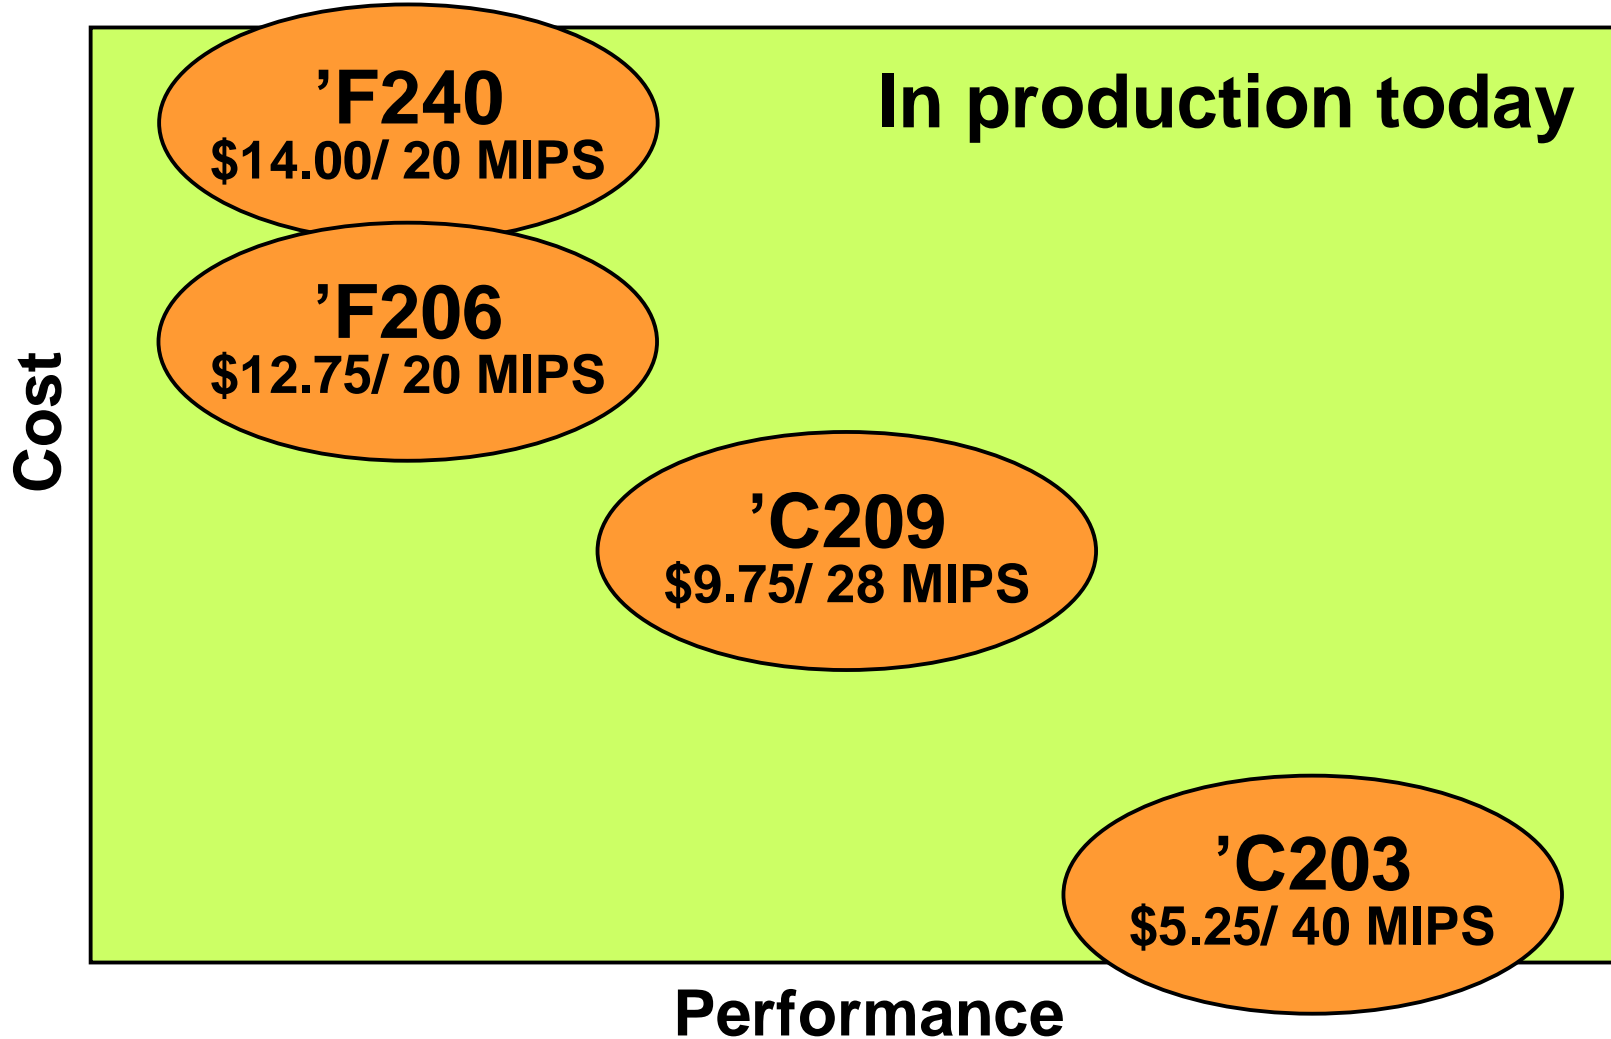 ’F240
$14.00/ 20 MIPS
In production today
’F206
$12.75/ 20 MIPS
Cost
’C209
$9.75/ 28 MIPS
’C203
$5.25/ 40 MIPS
Performance